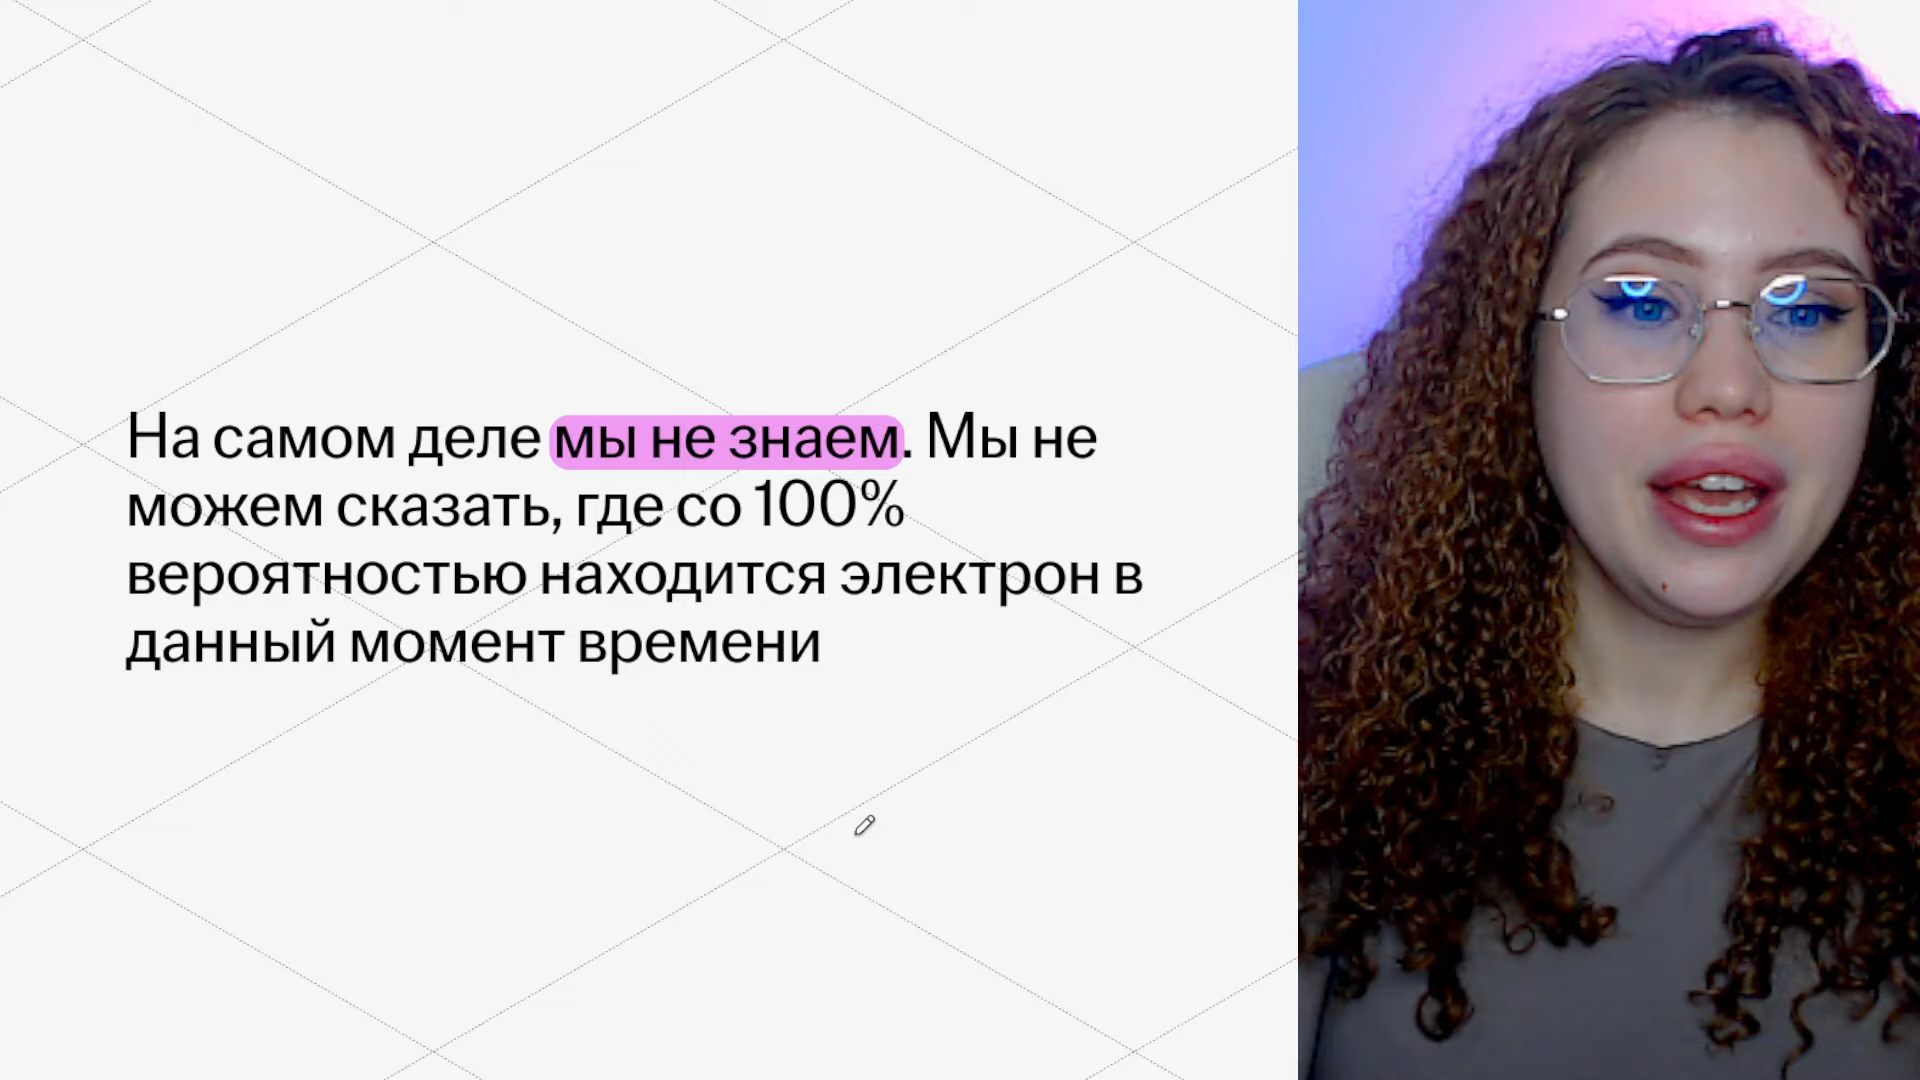 На самом деле мы не знаем. Мы не
можем сказать, где со 100%
вероятностью находится электрон в
данный момент времени